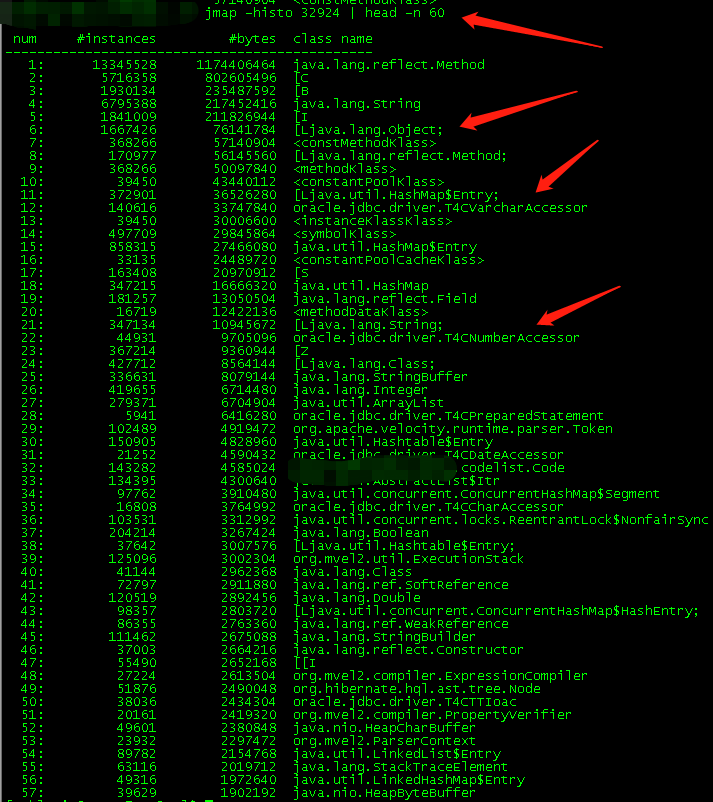 <constMethodKlass>
jmap -histo 32924 | head -n 60
num #instances #bytes class name
----------------------------------------------
1: 13345528 1174406464 java.lang.reflect.Method
2: 5716358 802605496 [C
3: 1930134 235487592 [B
4: 6795388 217452416 java.lang.String
5: 1841009 211826944 [I
6: 1667426 76141784 [Ljava.lang.Object;
7: 368266 57140904 <constMethodKlass>
8: 170977 56145560 [Ljava.lang.reflect.Method;
9: 368266 50097840 <methodKlass>
10: 39450 43440112 <constantPoolKlass>
11: 372901 36526280 [Ljava.util.HashMap$Entry;
12: 140616 33747840 oracle.jdbc.driver.T4CVarcharAccessor
13: 39450 30006600 <instanceKlassKlass>
14: 497709 29845864 <symbolKlass>
15: 858315 27466080 java.util.HashMap$Entry
16: 33135 24489720 <constantPoolCacheKlass>
17: 163408 20970912 [S
18: 347215 16666320 java.util.HashMap
19: 181257 13050504 java.lang.reflect.Field
20: 16719 12422136 <methodDataKlass>
21: 347134 10945672 [Ljava.lang.String;
22: 44931 9705096 oracle.jdbc.driver.T4CNumberAccessor
23: 367214 9360944 [Z
24: 427712 8564144 [Ljava.lang.Class;
25: 336631 8079144 java.lang.StringBuffer
26: 419655 6714480 java.lang.Integer
27: 279371 6704904 java.util.ArrayList
28: 5941 6416280 oracle.jdbc.driver.T4CPreparedStatement
29: 102489 4919472 org.apache.velocity.runtime.parser.Token
30: 150905 4828960 java.util.Hashtable$Entry
31: 21252 4590432 oracle.jdbc.driver.T4CDateAccessor
32: 143282 4585024 .codelist.Code
33: 134395 4300640 AbstractList$Itr
34: 97762 3910480 java.util.concurrent.ConcurrentHashMap$Segment
35: 16808 3764992 oracle.jdbc.driver.T4CCharAccessor
36: 103531 3312992 java.util.concurrent.locks.ReentrantLock$NonfairSync
37: 204214 3267424 java.lang.Boolean
38: 37642 3007576 [Ljava.util.Hashtable$Entry;
39: 125096 3002304 org.mvel2.util.ExecutionStack
40: 41144 2962368 java.lang.Class
41: 72797 2911880 java.lang.ref.SoftReference
42: 120519 2892456 java.lang.Double
43: 98357 2803720 [Ljava.util.concurrent.ConcurrentHashMap$HashEntry;
44: 86355 2763360 java.lang.ref.WeakReference
45: 111462 2675088 java.lang.StringBuilder
46: 37003 2664216 java.lang.reflect.Constructor
47: 55490 2652168 [[I
48: 27224 2613504 org.mvel2.compiler.ExpressionCompiler
49: 51876 2490048 org.hibernate.hql.ast.tree.Node
50: 38036 2434304 oracle.jdbc.driver.T4CTTIoac
51: 20161 2419320 org.mvel2.compiler.PropertyVerifier
52: 49601 2380848 java.nio.HeapCharBuffer
53: 23932 2297472 org.mvel2.ParserContext
54: 89782 2154768 java.util.LinkedList$Entry
55: 63116 2019712 java.lang.StackTraceElement
56: 49316 1972640 java.util.LinkedHashMap$Entry
57: 39629 1902192 java.nio.HeapByteBuffer